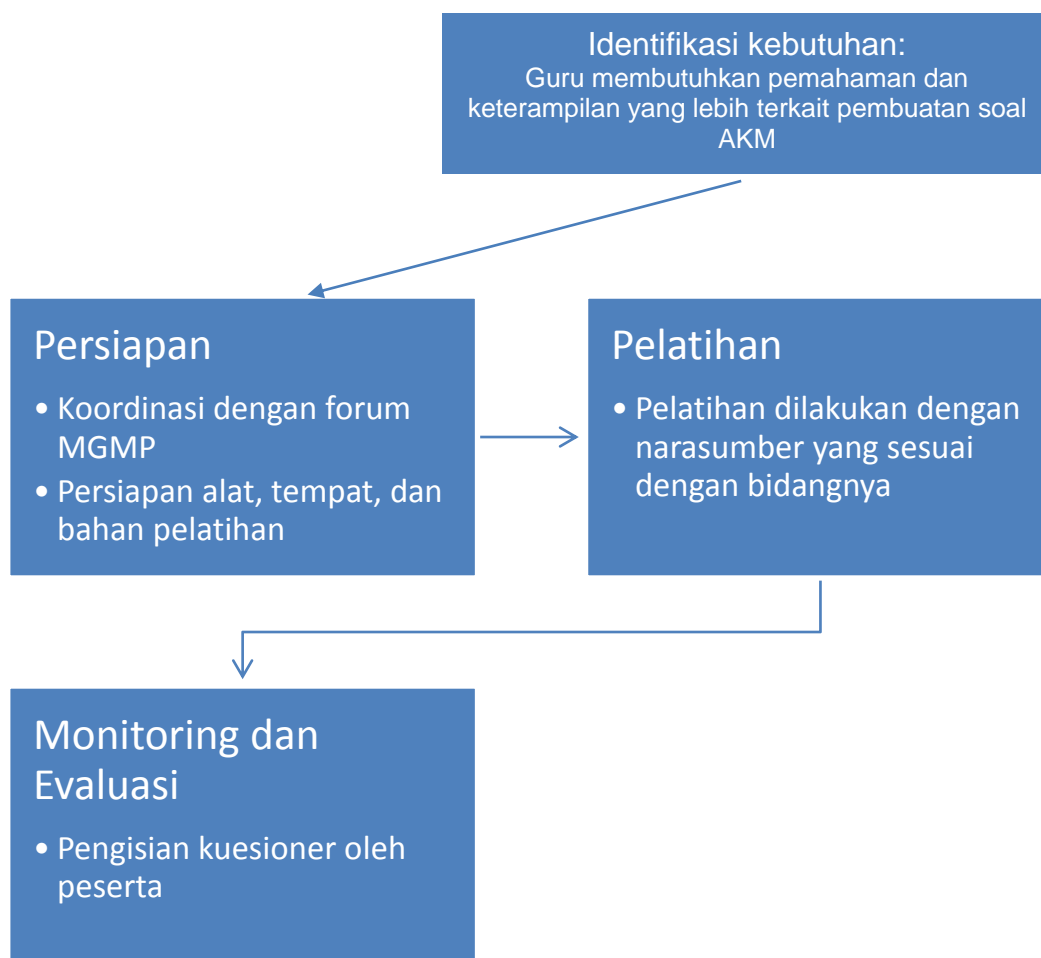 Identifikasi kebutuhan:
Guru membutuhkan pemahaman dan
keterampilan yang lebih terkait pembuatan soal
AKM
Persiapan
• Koordinasi dengan forum
MGMP
• Persiapan alat, tempat, dan
bahan pelatihan
Pelatihan
• Pelatihan dilakukan dengan
narasumber yang sesuai
dengan bidangnya
Monitoring dan
Evaluasi
• Pengisian kuesioner oleh
peserta